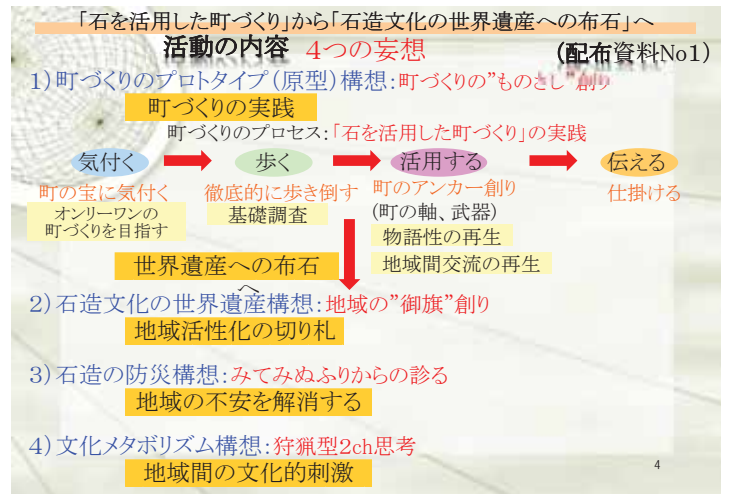 「石を活用した町づくり」から「石造文化の世界遺産への布石」へ
活動の内容 4つの妄想 (配布資料No1)
1)町づくりのプロトタイプ(原型)構想:町づくりの”ものさし”創り
町づくりの実践
町づくりのプロセス:「石を活用した町づくり」の実践
気付く 歩く 活用する 伝える
町の宝に気付く 徹底的に歩き倒す 町のアンカー創り 仕掛ける
オンリーワンの
町づくりを目指す
基礎調査
(町の軸、武器)
物語性の再生
地域間交流の再生
世界遺産への布石
へ
2)石造文化の世界遺産構想:地域の”御旗”創り
地域活性化の切り札
3)石造の防災構想:みてみぬふりからの診る
地域の不安を解消する
4)文化メタボリズム構想:狩猟型2ch思考
地域間の文化的刺激
4